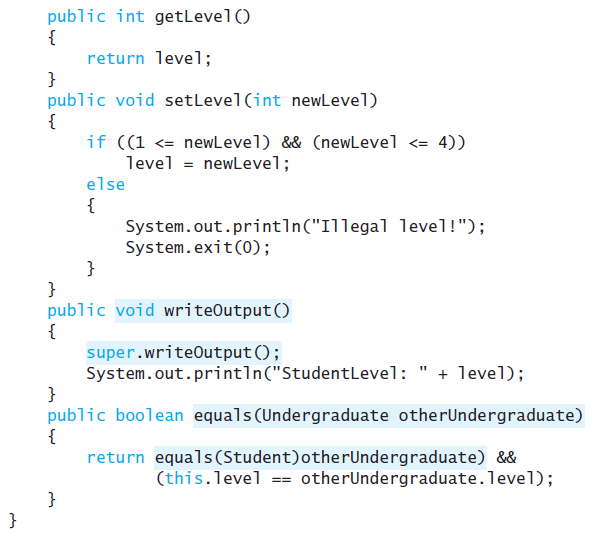 public int getLevel()
{
return level;
}
public void setLevel(int newLevel)
{
if ((1 <= newLevel) && (newLevel <= 4))
level = newLevel;
else
{
System.out.println("Illegal level!");
System.exit(0);
}
}
public void writeOutput()
{
super.writeOutput();
System.out.println("StudentLevel: " + level);
}
public boolean equals(Undergraduate otherUndergraduate)
{
return equals(Student)otherUndergraduate) &&
(this.level == otherUndergraduate.level);
}
}